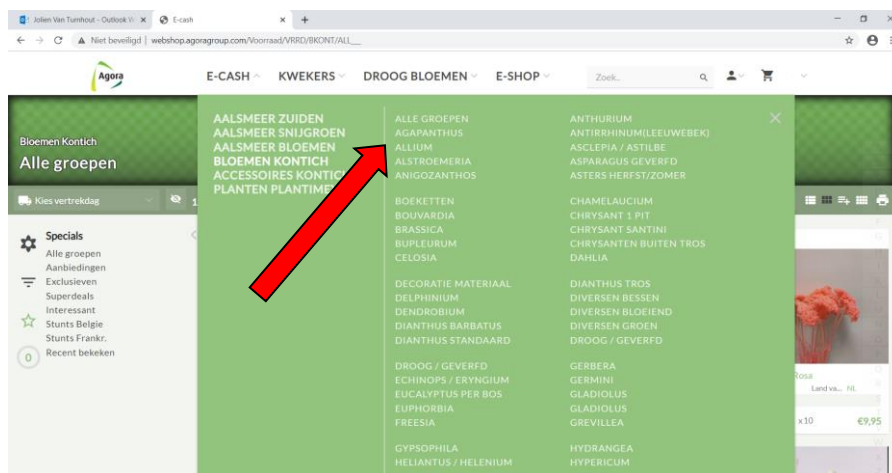 Jolien Van Turnhout - Outlook W
E-cash
Niet beveiligd | webshop.agoragroup.com/Voorraad/VRRD/BKONT/ALL__
Agora
E-CASH
KWEKERS
DROOG BLOEMEN
E-SHOP
Zoek..
Bloemen Kontich
Alle groepen
Kies vertrekdag
Specials
Alle groepen
Aanbiedingen
Exclusieven
Superdeals
Interessant
Stunts Belgie
Stunts Frankr.
Recent bekeken
0
AALSMEER ZUIDEN
AALSMEER SNIJGROEN
AALSMEER BLOEMEN
BLOEMEN KONTICH
ACCESSOIRES KONTIC
PLANTEN PLANTIME
ALLE GROEPEN
AGAPANTHUS
ALLIUM
ALSTROEMERIA
ANIGOZANTHOS
BOEKETTEN
BOUVARDIA
BRASSICA
BUPLEURUM
CELOSIA
DECORATIE MATERIAAL
DELPHINIUM
DENDROBIUM
DIANTHUS BARBATUS
DIANTHUS STANDAARD
DROOG / GEVERFD
ECHINOPS / ERYNGIUM
EUCALYPTUS PER BOS
EUPHORBIA
FREESIA
GYPSOPHILA
HELIANTUS / HELENIUM
ANTHURIUM
ANTIRRHINUM(LEEUWEBEK)
ASCLEPIA / ASTILBE
ASPARAGUS GEVERFD
ASTERS HERFST/ZOMER
CHAMELAUCIUM
CHRYSANT 1 PIT
CHRYSANT SANTINI
CHRYSANTEN BUITEN TROS
DAHLIA
DIANTHUS TROS
DIVERSEN BESSEN
DIVERSEN BLOEIEND
DIVERSEN GROEN
DROOG / GEVERFD
GERBERA
GERMINI
GLADIOLUS
GLADIOLUS
GREVILLEA
HYDRANGEA
HYPERICUM
Rosa
Land va... NL
x10 €9,95